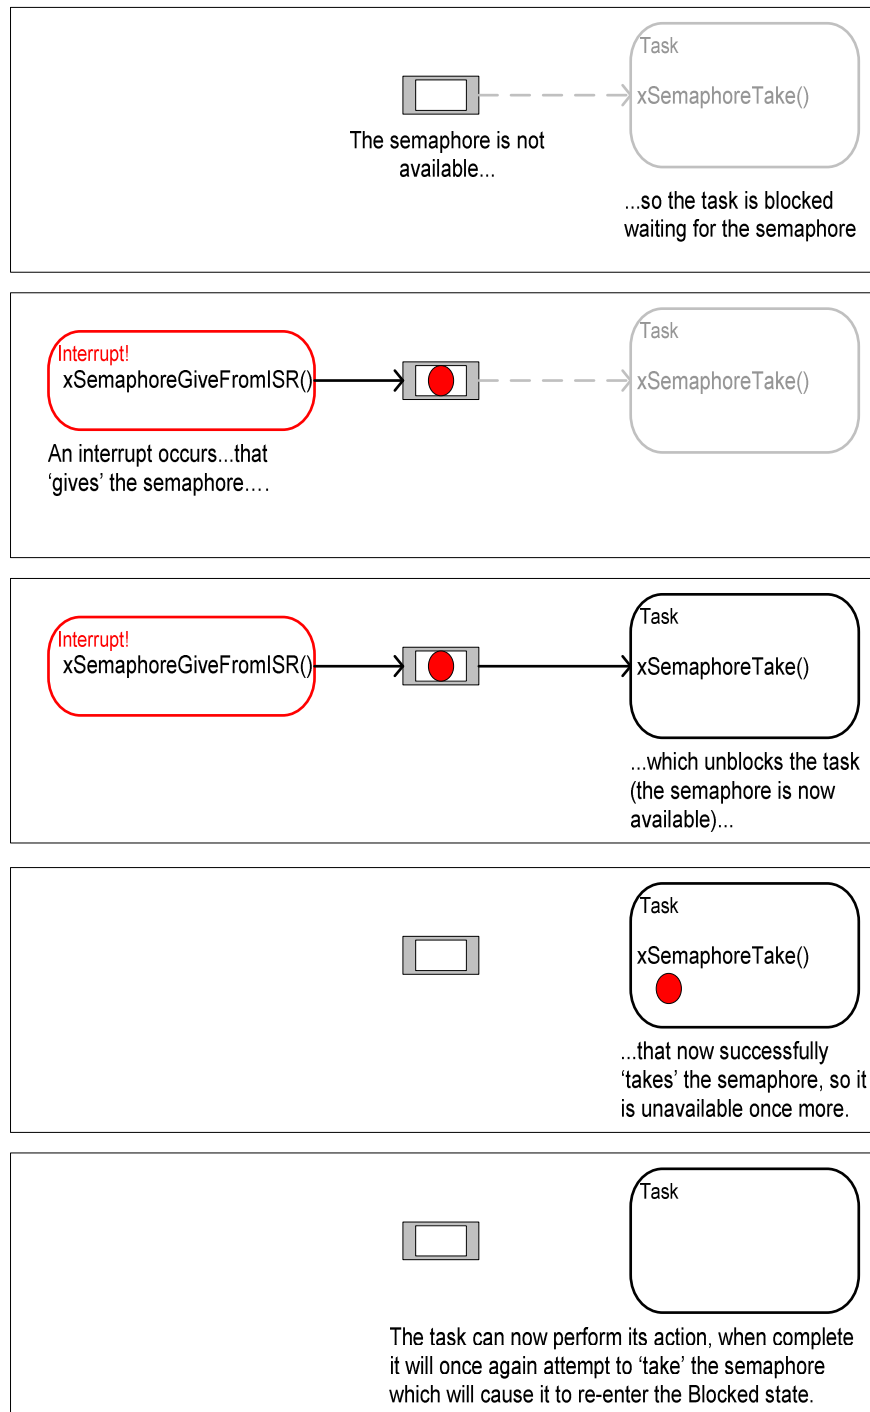 Task
xSemaphoreTake()
The semaphore is not
available...
...so the task is blocked
waiting for the semaphore
Interrupt!
xSemaphoreGiveFromISR()
Task
xSemaphoreTake()
An interrupt occurs...that
‘gives’ the semaphore….
Interrupt!
xSemaphoreGiveFromISR()
Task
xSemaphoreTake()
...which unblocks the task
(the semaphore is now
available)...
Task
xSemaphoreTake()
...that now successfully
‘takes’ the semaphore, so it
is unavailable once more.
Task
The task can now perform its action, when complete
it will once again attempt to ‘take’ the semaphore
which will cause it to re-enter the Blocked state.